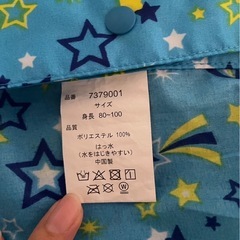 品番 7379001
サイズ
身長 80~100
品質
ポリエステル 100%
はっ水
(水をはじきやすい)
中国製